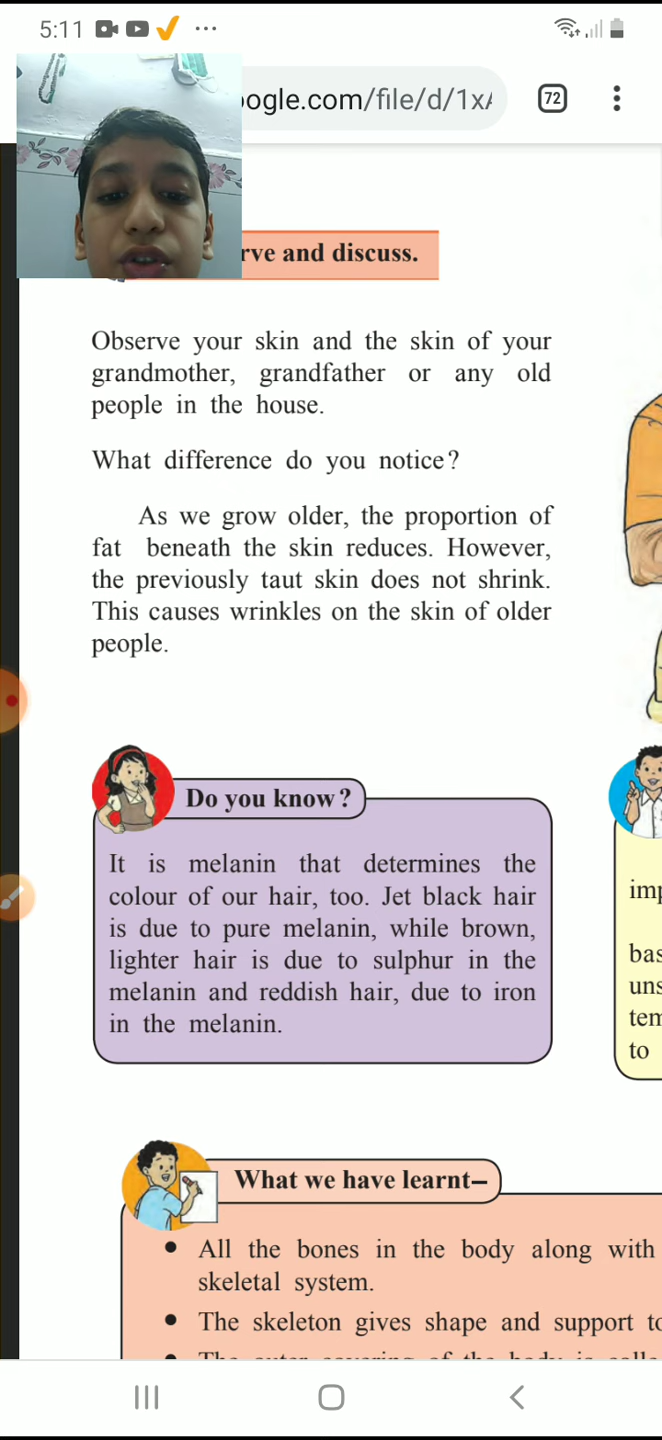 5:11
ogle.com/file/d/1x
72
rve and discuss.
Observe your skin and the skin of your
grandmother, grandfather or any old
people in the house.
What difference do you notice?
As we grow older, the proportion of
fat beneath the skin reduces. However,
the previously taut skin does not shrink.
This causes wrinkles on the skin of older
people.
Do you know?
It is melanin that determines the
colour of our hair, too. Jet black hair
is due to pure melanin, while brown,
lighter hair is due to sulphur in the
melanin and reddish hair, due to iron
in the melanin.
imp
bas
uns
tem
to
What we have learnt–
• All the bones in the body along with
skeletal system.
• The skeleton gives shape and support to